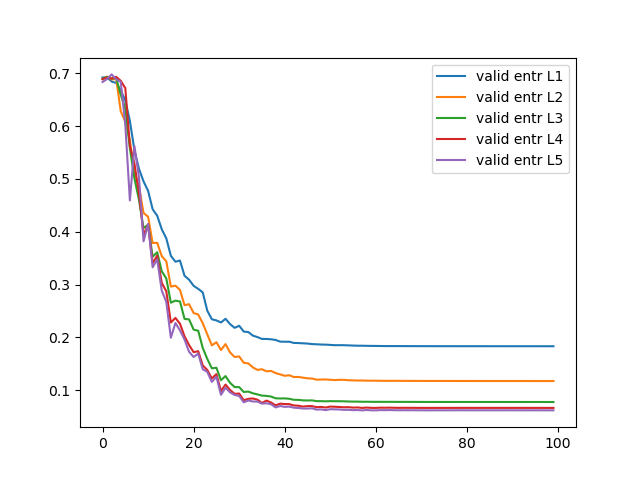 0.7
0.6
0.5
0.4
0.3
0.2
0.1
0
20
40
60
80
100
valid entr L1
valid entr L2
valid entr L3
valid entr L4
valid entr L5